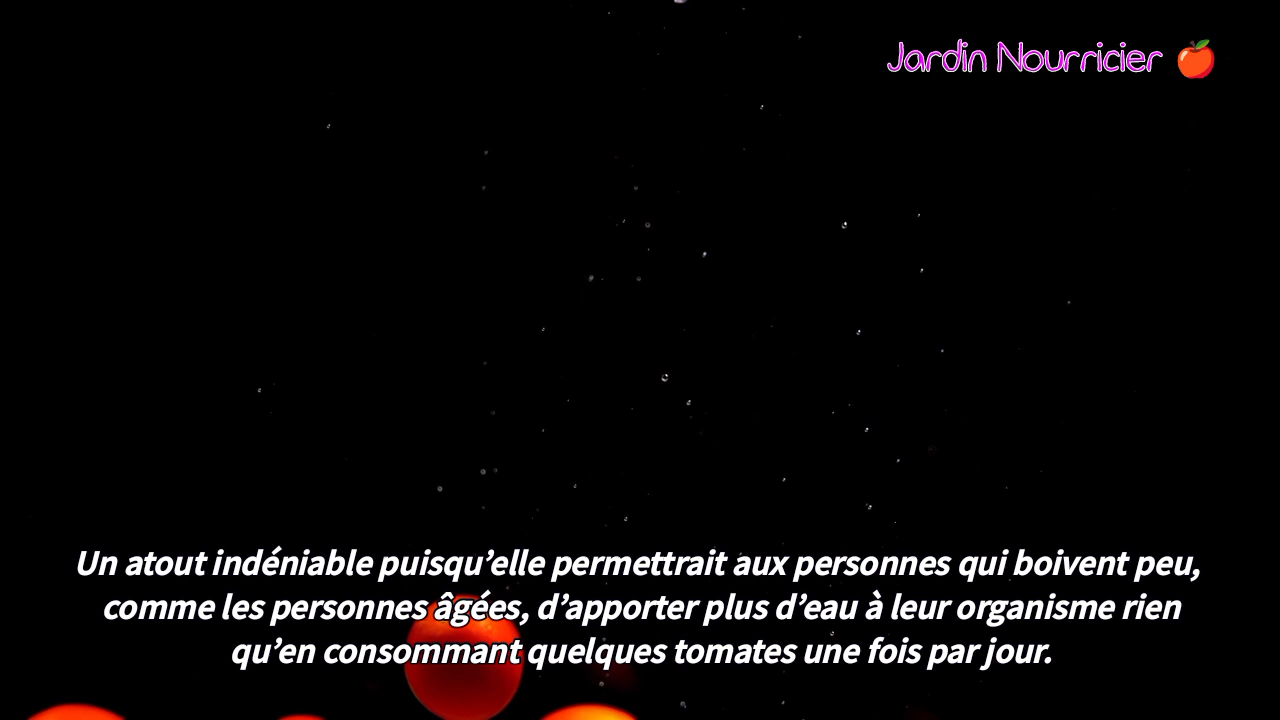 Jardin Nourricier 🍎
Un atout indéniable puisqu’elle permettrait aux personnes qui boivent peu,
comme les personnes âgées, d’apporter plus d’eau à leur organisme rien
qu’en consommant quelques tomates une fois par jour.